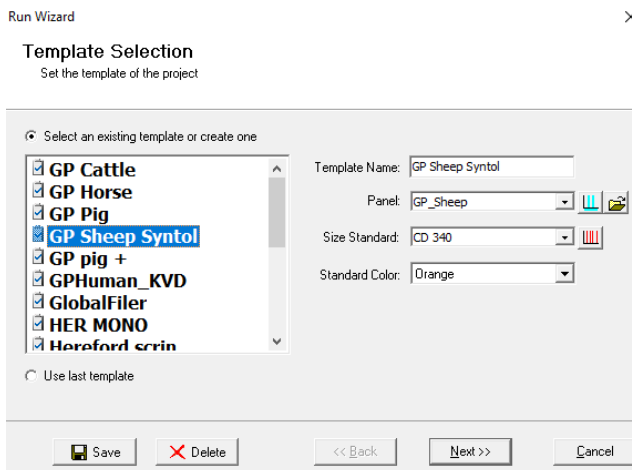 Run Wizard
Template Selection
Set the template of the project
Select an existing template or create one
GP Cattle
GP Horse
GP Pig
GP Sheep Syntol
GP pig +
GPHuman_KVD
GlobalFiler
HER MONO
Hereford scrin
Template Name: GP Sheep Syntol
Panel: GP_Sheep
Size Standard: CD 340
Standard Color: Orange
Use last template
Save Delete << Back Next >> Cancel